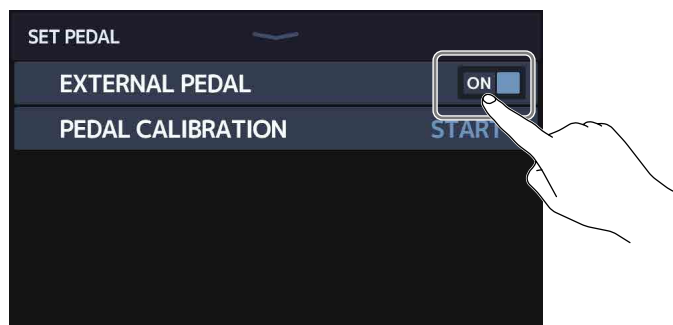 SET PEDAL
EXTERNAL PEDAL ON
PEDAL CALIBRATION START